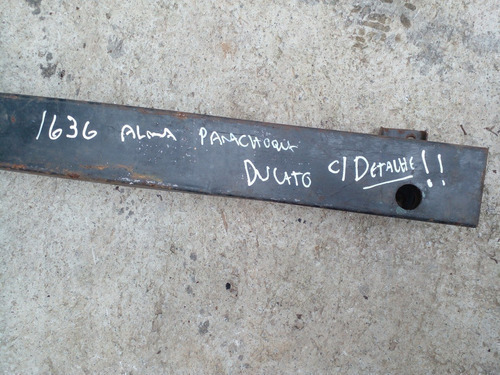 1636 ALMA PARACHOQUE
DUCATO C/ DETALHE!!